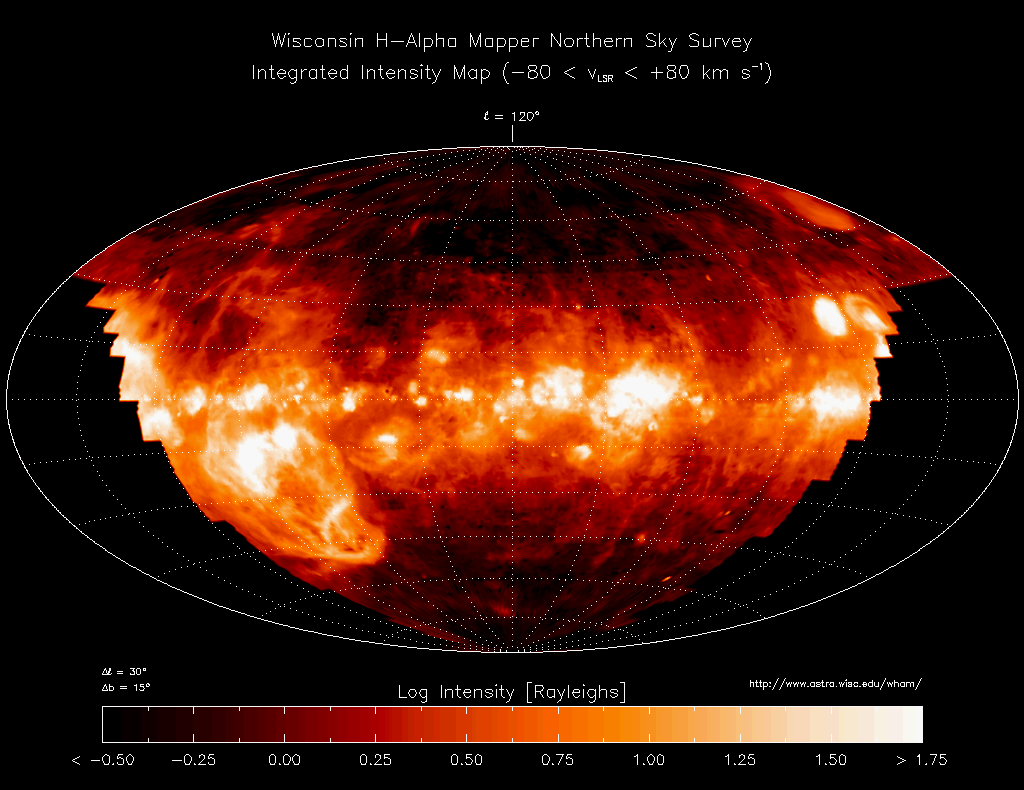 Wisconsin H-Alpha Mapper Northern Sky Survey
Integrated Intensity Map (-80 < vLSR < +80 km s⁻¹)
ℓ = 120°
Δℓ = 30°
Δb = 15°
http://www.astro.wisc.edu/wham/
Log Intensity [Rayleighs]
< -0.50 -0.25 0.00 0.25 0.50 0.75 1.00 1.25 1.50 > 1.75